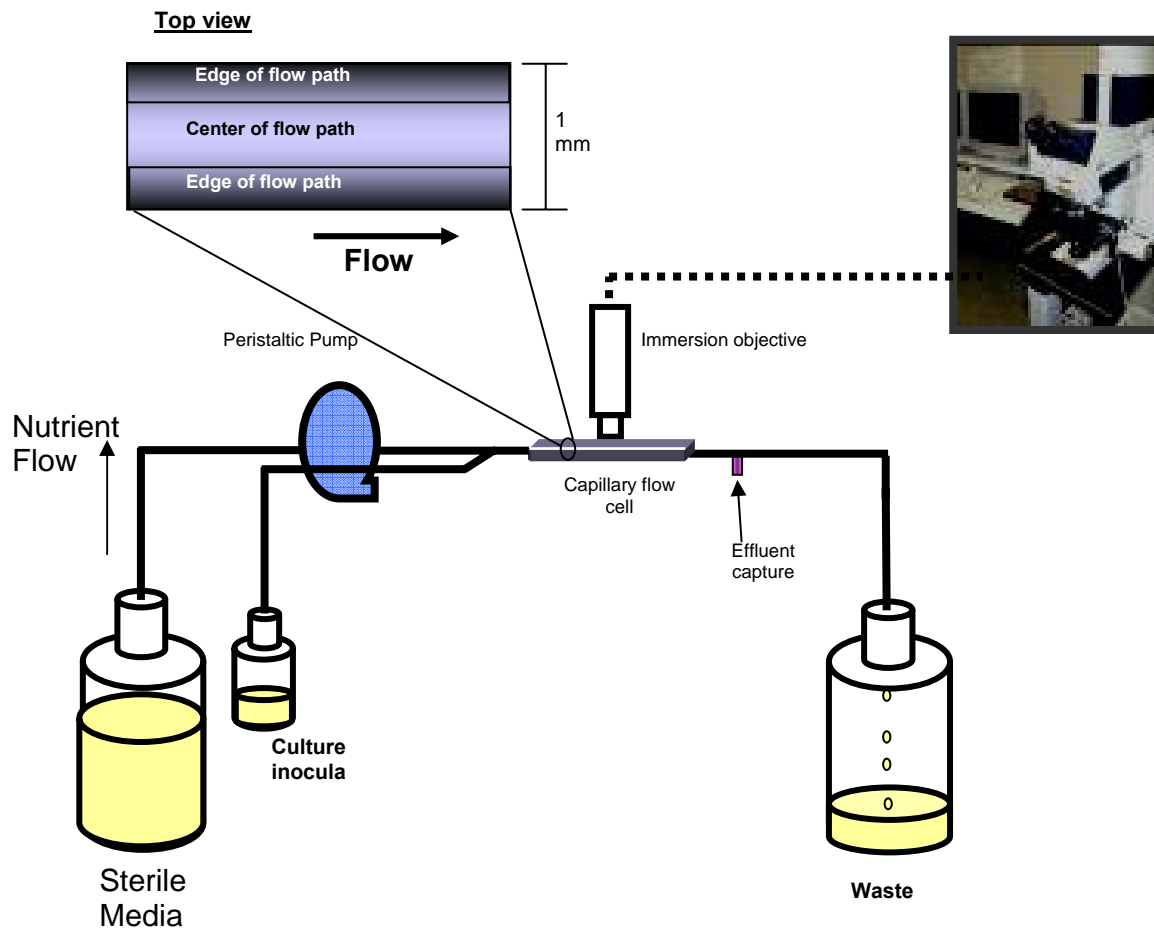 Top view
Edge of flow path
Center of flow path
Edge of flow path
1
mm
Flow
Peristaltic Pump
Immersion objective
Nutrient
Flow
Capillary flow
cell
Effluent
capture
Culture
inocula
Sterile
Media
Waste